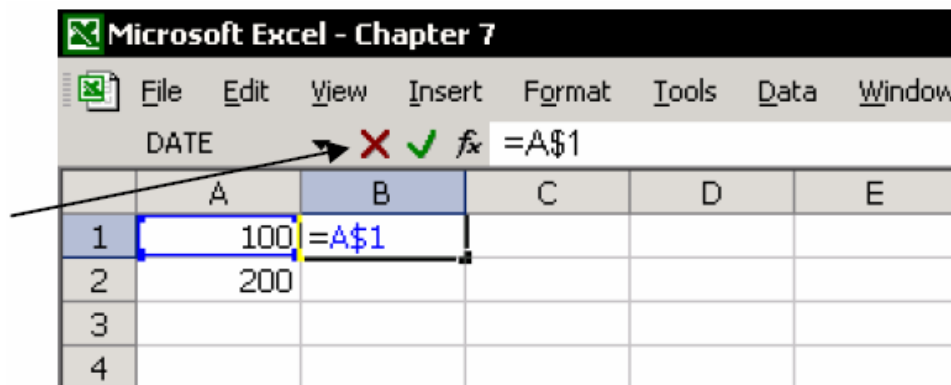 Microsoft Excel - Chapter 7
File Edit View Insert Format Tools Data Window
DATE fx =A$1
A B C D E
1 100 =A$1
2 200
3
4